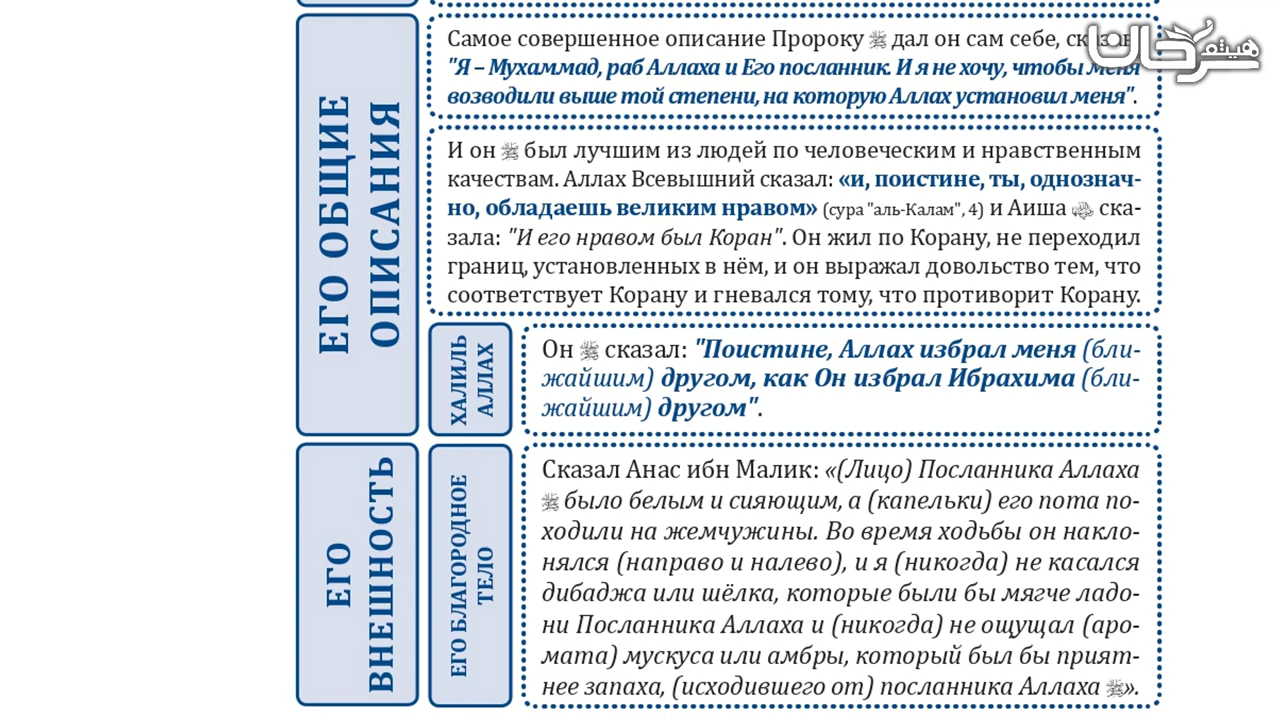 ЕГО ОБЩИЕ
ОПИСАНИЯ
Самое совершенное описание Пророку ﷺ дал он сам себе,
"Я – Мухаммад, раб Аллаха и Его посланник. И я не хочу, чтобы меня
возводили выше той степени, на которую Аллах установил меня".
И он ﷺ был лучшим из людей по человеческим и нравственным
качествам. Аллах Всевышний сказал: «и, поистине, ты, однознач-
но, обладаешь великим нравом» (сура "аль-Калам", 4) и Аиша ска-
зала: "И его нравом был Коран". Он жил по Корану, не переходил
границ, установленных в нём, и он выражал довольство тем, что
соответствует Корану и гневался тому, что противорит Корану.
ХАЛИЛЬ
АЛЛАХ
Он ﷺ сказал: "Поистине, Аллах избрал меня (бли-
жайшим) другом, как Он избрал Ибрахима (бли-
жайшим) другом".
ЕГО
ВНЕШНОСТЬ
ЕГО БЛАГОРОДНОЕ
ТЕЛО
Сказал Анас ибн Малик: «(Лицо) Посланника Аллаха
ﷺ было белым и сияющим, а (капельки) его пота по-
ходили на жемчужины. Во время ходьбы он накло-
нялся (направо и налево), и я (никогда) не касался
дибаджа или шёлка, которые были бы мягче ладо-
ни Посланника Аллаха и (никогда) не ощущал (аро-
мата) мускуса или амбры, который был бы прият-
нее запаха, (исходившего от) посланника Аллаха ﷺ».